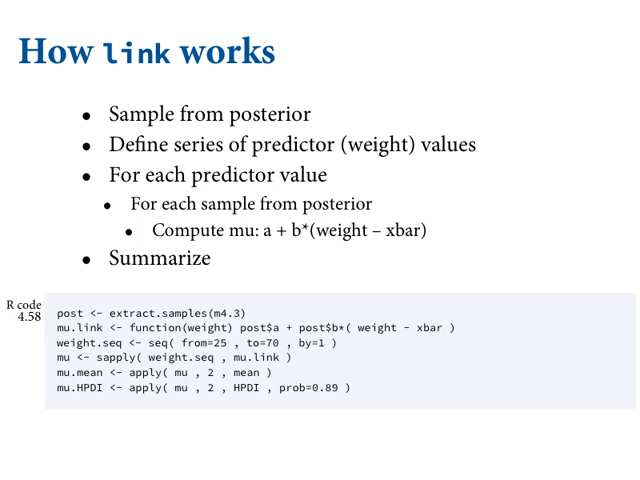 How link works
• Sample from posterior
• Define series of predictor (weight) values
• For each predictor value
• For each sample from posterior
• Compute mu: a + b*(weight – xbar)
• Summarize
R code
4.58
post <- extract.samples(m4.3)
mu.link <- function(weight) post$a + post$b*( weight - xbar )
weight.seq <- seq( from=25 , to=70 , by=1 )
mu <- sapply( weight.seq , mu.link )
mu.mean <- apply( mu , 2 , mean )
mu.HPDI <- apply( mu , 2 , HPDI , prob=0.89 )